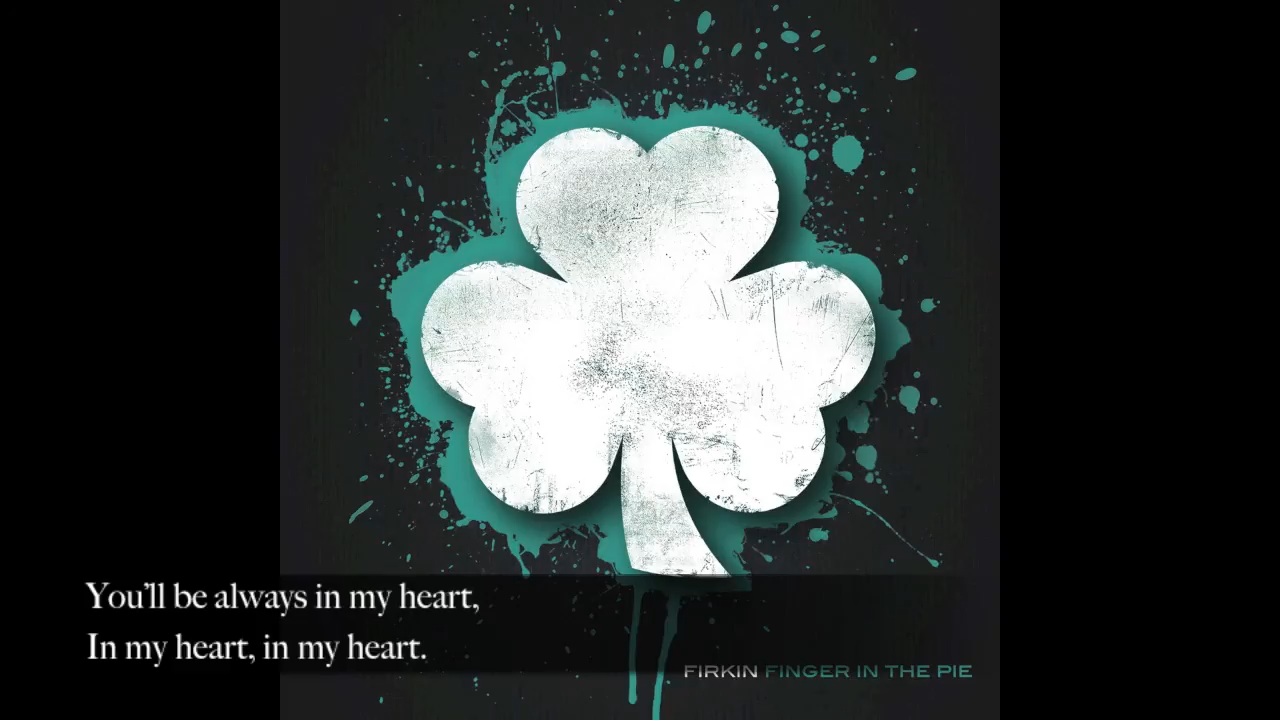 You'll be always in my heart,
In my heart, in my heart.
FIRKIN FINGER IN THE PIE